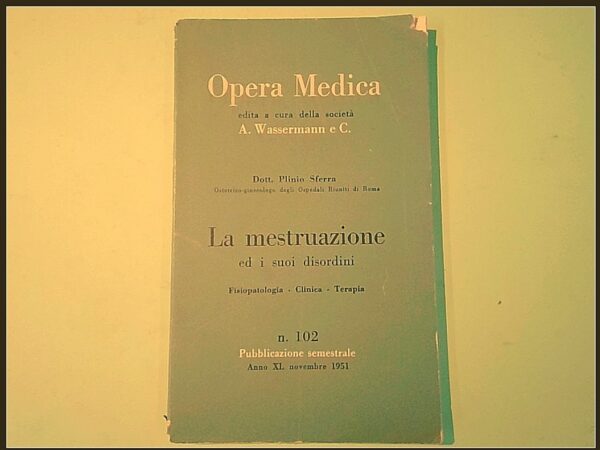 Opera Medica
edita a cura della società
A. Wassermann e C.
Dott. Plinio Sferra
Ostetrico-ginecologo degli Ospedali Riuniti di Roma
La mestruazione
ed i suoi disordini
Fisiopatologia - Clinica - Terapia
n. 102
Pubblicazione semestrale
Anno XI. novembre 1951